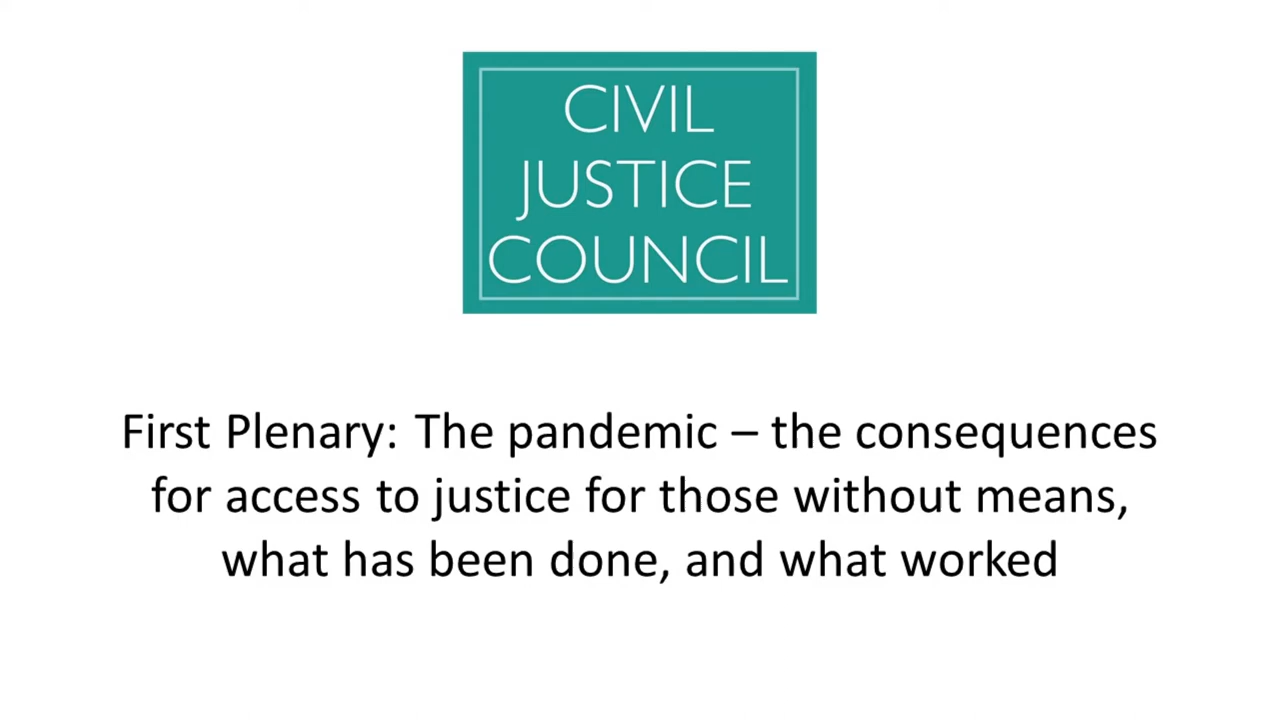 CIVIL
JUSTICE
COUNCIL
First Plenary: The pandemic – the consequences
for access to justice for those without means,
what has been done, and what worked